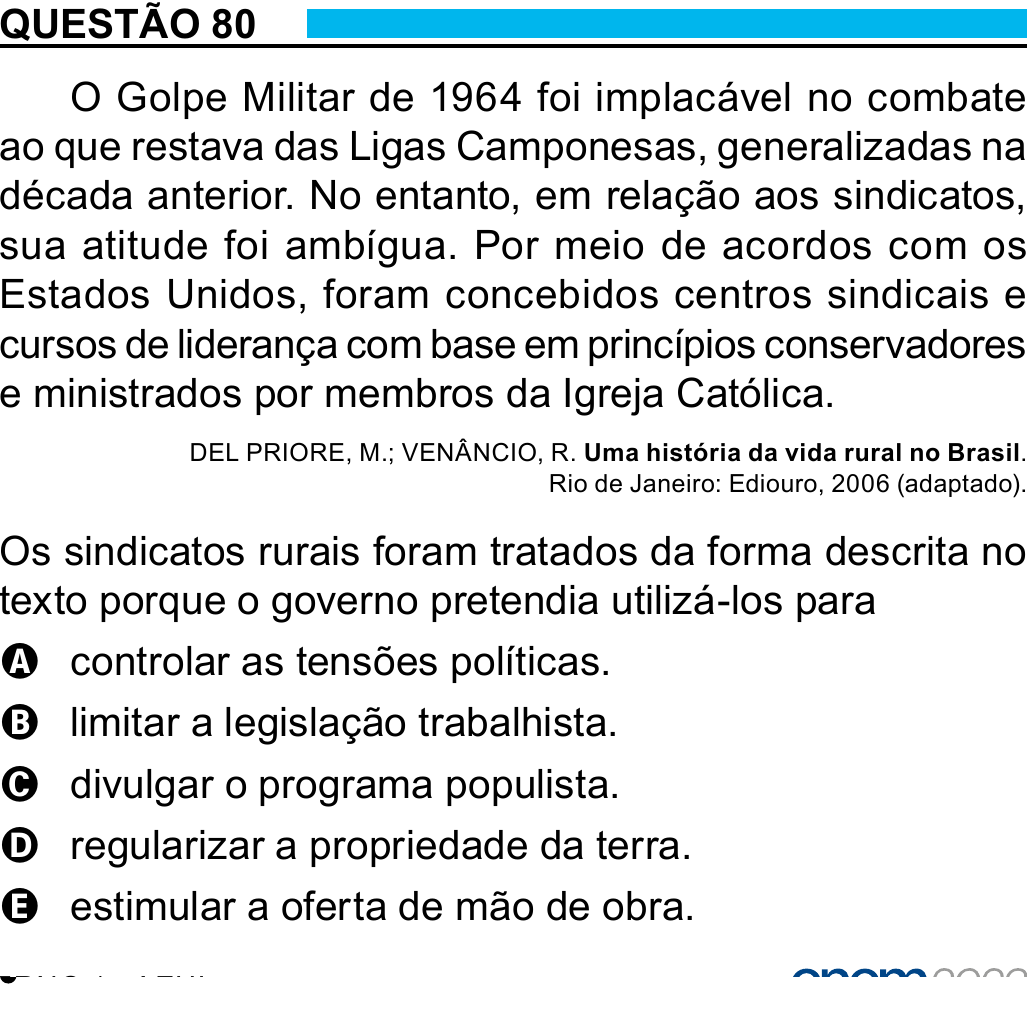 QUESTÃO 80
O Golpe Militar de 1964 foi implacável no combate
ao que restava das Ligas Camponesas, generalizadas na
década anterior. No entanto, em relação aos sindicatos,
sua atitude foi ambígua. Por meio de acordos com os
Estados Unidos, foram concebidos centros sindicais e
cursos de liderança com base em princípios conservadores
e ministrados por membros da Igreja Católica.
DEL PRIORE, M.; VENÂNCIO, R. Uma história da vida rural no Brasil.
Rio de Janeiro: Ediouro, 2006 (adaptado).
Os sindicatos rurais foram tratados da forma descrita no
texto porque o governo pretendia utilizá-los para
A controlar as tensões políticas.
B limitar a legislação trabalhista.
C divulgar o programa populista.
D regularizar a propriedade da terra.
E estimular a oferta de mão de obra.